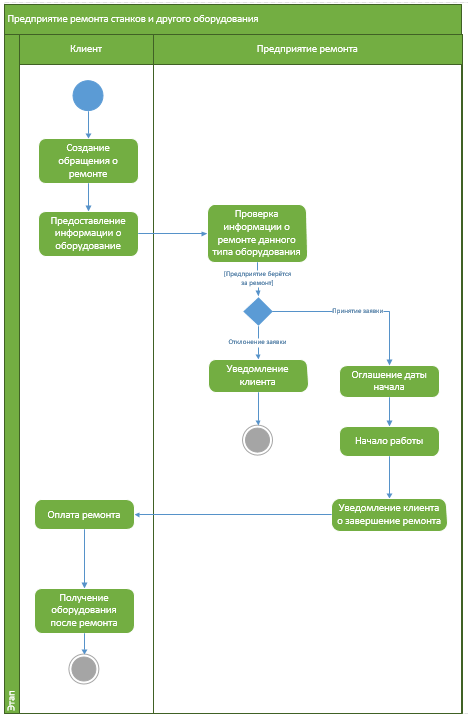 Предприятие ремонта станков и другого оборудования
Клиент
Предприятие ремонта
Создание
обращения о
ремонте
Предоставление
информации о
оборудование
Проверка
информации о
ремонте данного
типа оборудования
[Предприятие берётся
за ремонт]
Принятие заявки
Отклонение заявки
Уведомление
клиента
Оглашение даты
начала
Начало работы
Уведомление клиента
о завершение ремонта
Оплата ремонта
Получение
оборудования
после ремонта
Этап